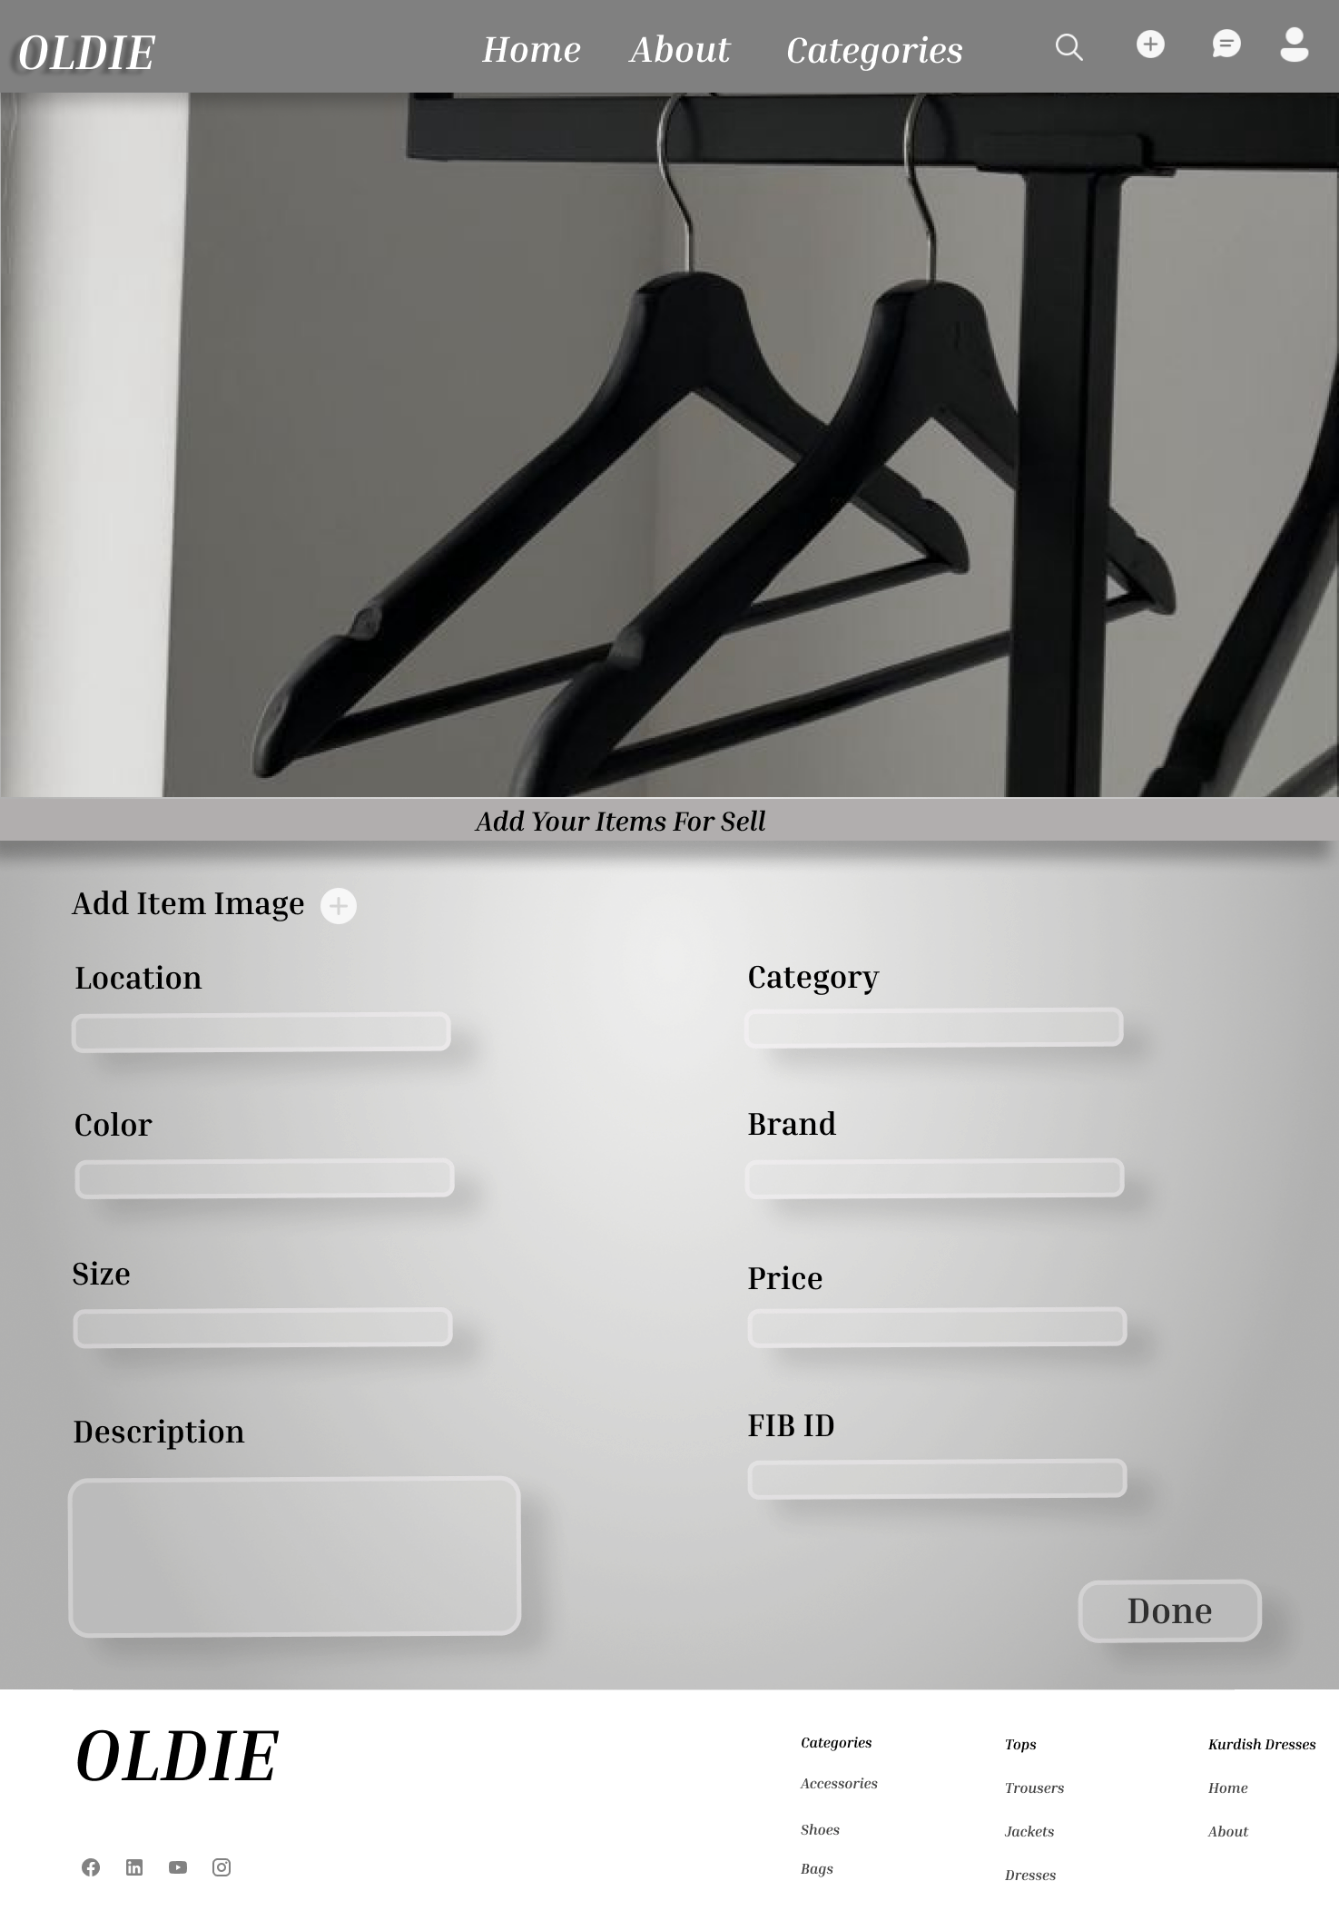 OLDIE
Home About Categories
Add Your Items For Sell
Add Item Image
Location
Category
Color
Brand
Size
Price
Description
FIB ID
Done
OLDIE
Categories
Accessories
Shoes
Bags
Tops
Trousers
Jackets
Dresses
Kurdish Dresses
Home
About